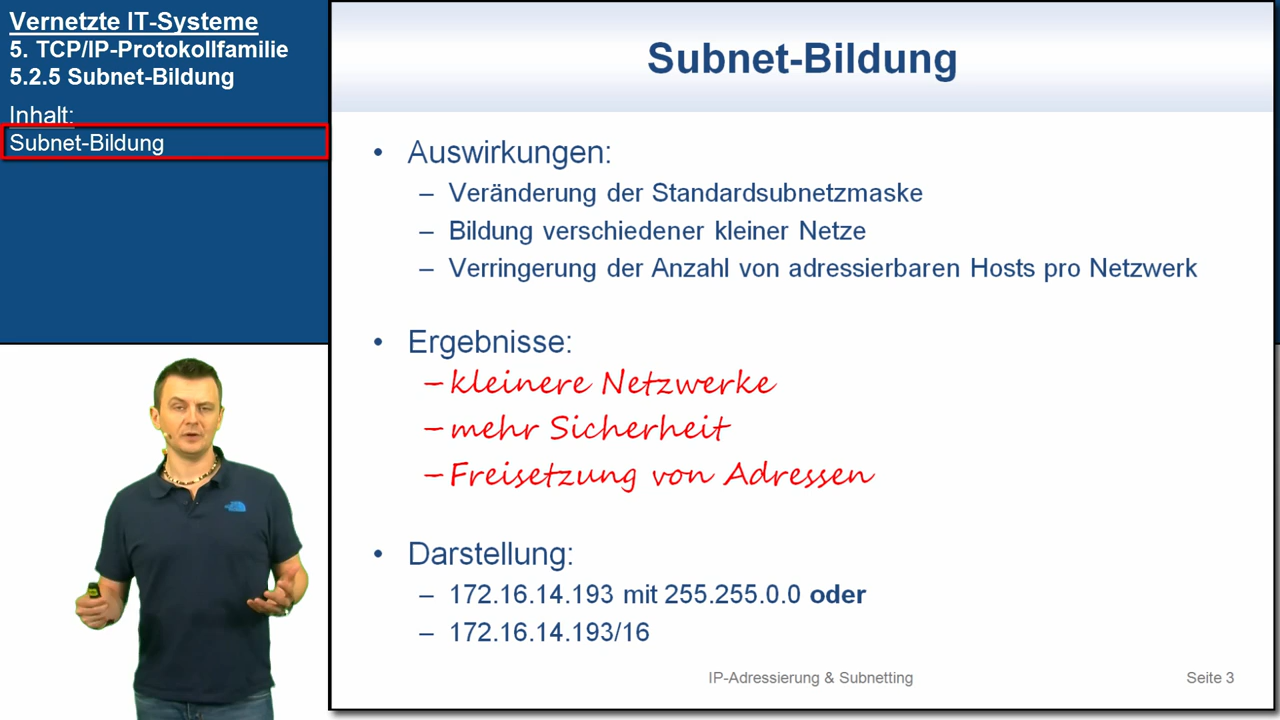 Vernetzte IT-Systeme
5. TCP/IP-Protokollfamilie
5.2.5 Subnet-Bildung
Inhalt:
Subnet-Bildung
Subnet-Bildung
• Auswirkungen:
– Veränderung der Standardsubnetzmaske
– Bildung verschiedener kleiner Netze
– Verringerung der Anzahl von adressierbaren Hosts pro Netzwerk
• Ergebnisse:
– kleinere Netzwerke
– mehr Sicherheit
– Freisetzung von Adressen
• Darstellung:
– 172.16.14.193 mit 255.255.0.0 oder
– 172.16.14.193/16
IP-Adressierung & Subnetting
Seite 3